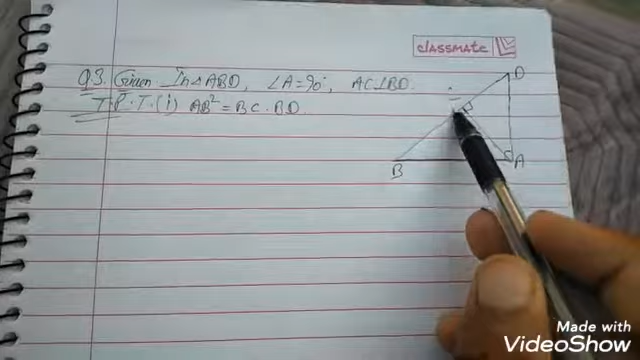 classmate
Q3. Given In △ABD, ∠A=90°, AC⊥BD.
T.P.T. (i) AB² = BC . BD
D
B
A
Made with
VideoShow